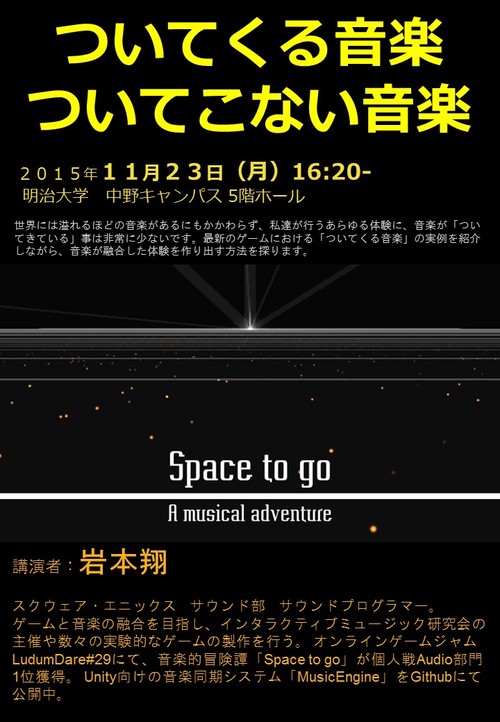 ついてくる音楽
ついてこない音楽
２０１５年１１月２３日（月）16:20-
明治大学　中野キャンパス 5階ホール
世界には溢れるほどの音楽があるにもかかわらず、私達が行うあらゆる体験に、音楽が「つい
てきている」事は非常に少ないです。最新のゲームにおける「ついてくる音楽」の実例を紹介
しながら、音楽が融合した体験を作り出す方法を探ります。
Space to go
A musical adventure
講演者：岩本翔
スクウェア・エニックス　サウンド部　サウンドプログラマー。
ゲームと音楽の融合を目指し、インタラクティブミュージック研究会の
主催や数々の実験的なゲームの製作を行う。 オンラインゲームジャム
LudumDare#29にて、音楽的冒険譚「Space to go」が個人戦Audio部門
1位獲得。 Unity向けの音楽同期システム「MusicEngine」をGithubにて
公開中。